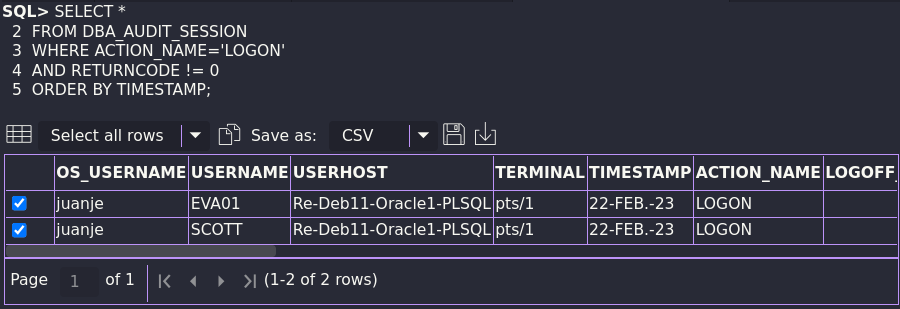 SQL> SELECT *
2 FROM DBA_AUDIT_SESSION
3 WHERE ACTION_NAME='LOGON'
4 AND RETURNCODE != 0
5 ORDER BY TIMESTAMP;
Select all rows Save as: CSV
OS_USERNAME USERNAME USERHOST TERMINAL TIMESTAMP ACTION_NAME LOGOFF_
juanje EVA01 Re-Deb11-Oracle1-PLSQL pts/1 22-FEB.-23 LOGON
juanje SCOTT Re-Deb11-Oracle1-PLSQL pts/1 22-FEB.-23 LOGON
Page 1 of 1 (1-2 of 2 rows)